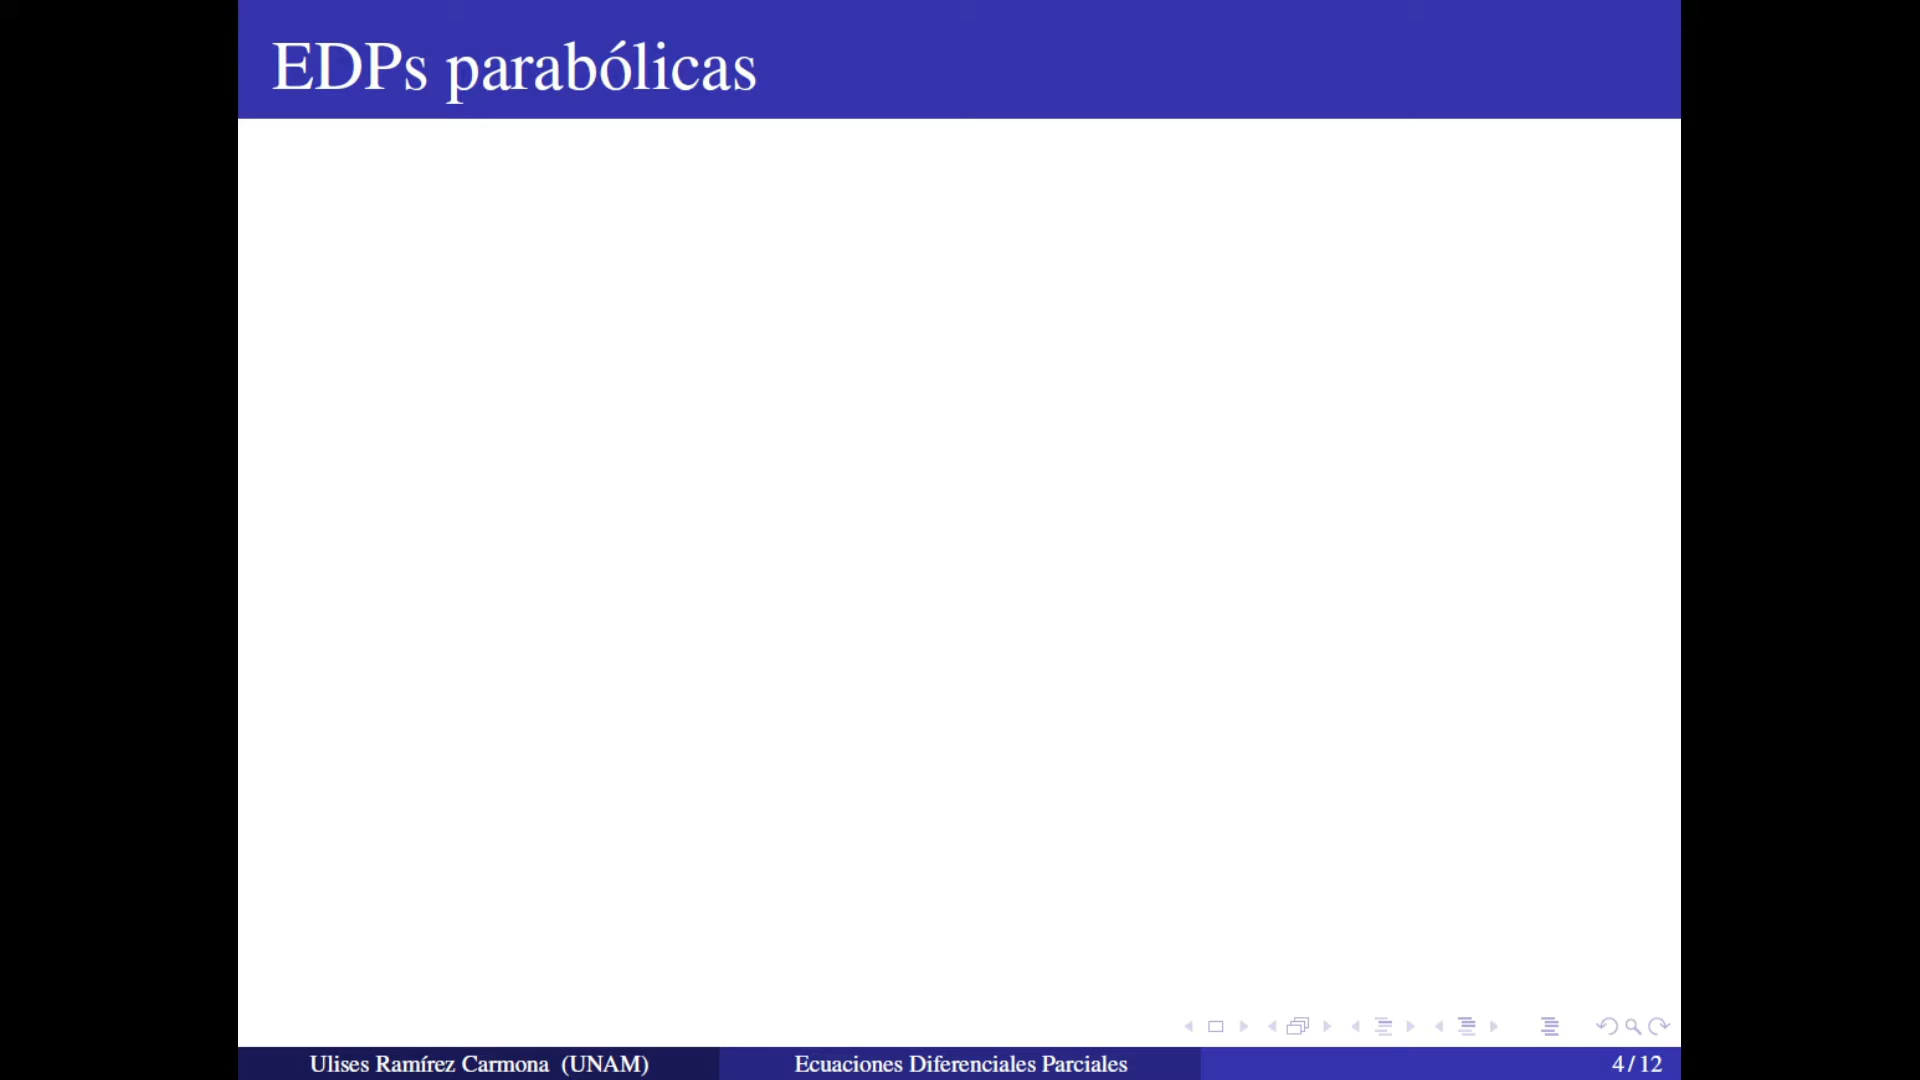 EDPs parabólicas
Ulises Ramírez Carmona (UNAM)
Ecuaciones Diferenciales Parciales
4 / 12